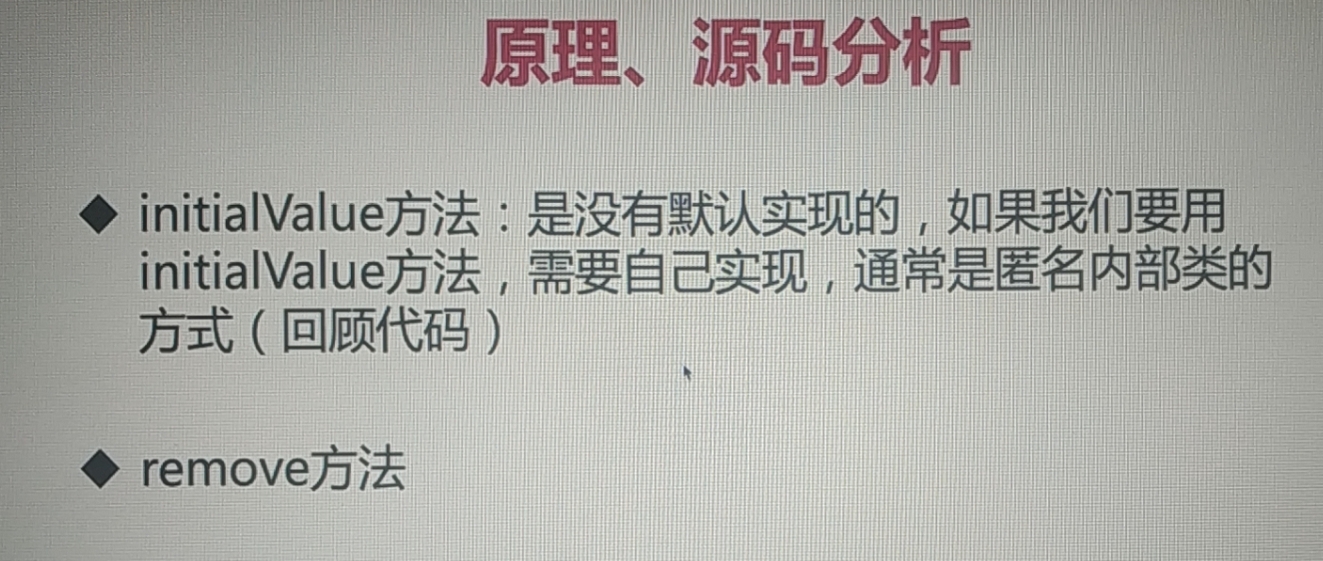 原理、源码分析
◆ initialValue方法：是没有默认实现的，如果我们要用
initialValue方法，需要自己实现，通常是匿名内部类的
方式（回顾代码）
◆ remove方法